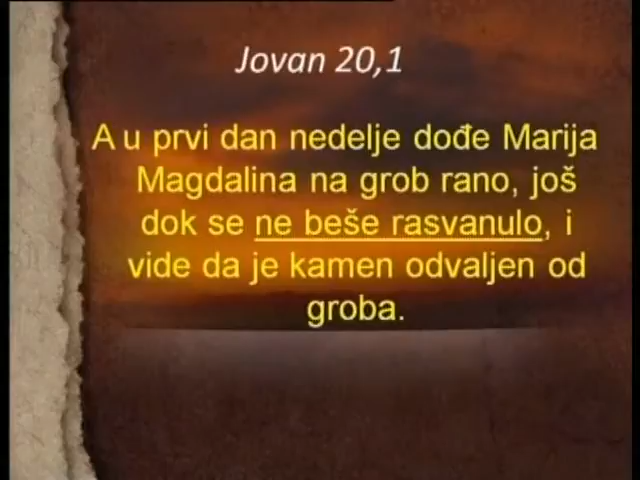 Jovan 20,1
A u prvi dan nedelje dođe Marija
Magdalina na grob rano, još
dok se ne beše rasvanulo, i
vide da je kamen odvaljen od
groba.